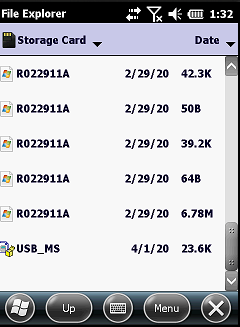 File Explorer 1:32
Storage Card Date
R022911A 2/29/20 42.3K
R022911A 2/29/20 50B
R022911A 2/29/20 39.2K
R022911A 2/29/20 64B
R022911A 2/29/20 6.78M
USB_MS 4/1/20 23.6K
Up Menu